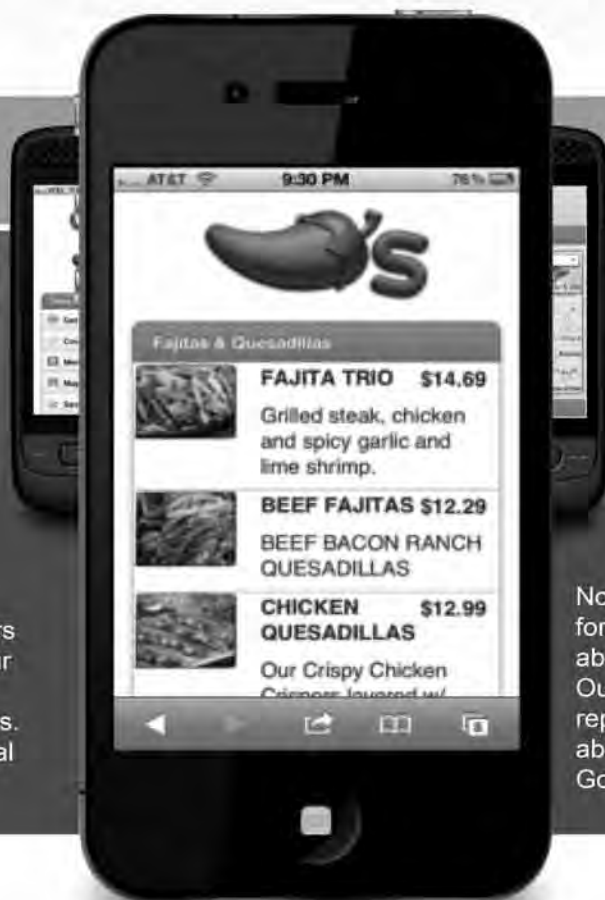 AT&T 9:30 PM 76%
's
Fajitas & Quesadillas
FAJITA TRIO $14.69
Grilled steak, chicken
and spicy garlic and
lime shrimp.
BEEF FAJITAS $12.29
BEEF BACON RANCH
QUESADILLAS
CHICKEN $12.99
QUESADILLAS
Our Crispy Chicken
Crispers layered w/
rs
ur
s.
al
No
for
ab
Ou
rep
ab
Go